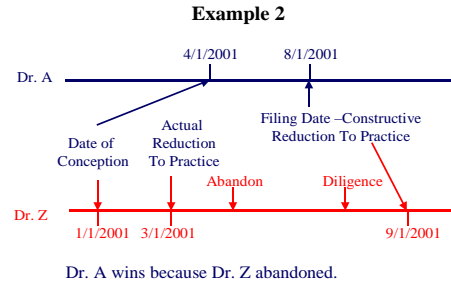 Example 2
4/1/2001 8/1/2001
Dr. A
Date of
Conception
Actual
Reduction
To Practice
Filing Date –Constructive
Reduction To Practice
Abandon Diligence
Dr. Z
1/1/2001 3/1/2001 9/1/2001
Dr. A wins because Dr. Z abandoned.